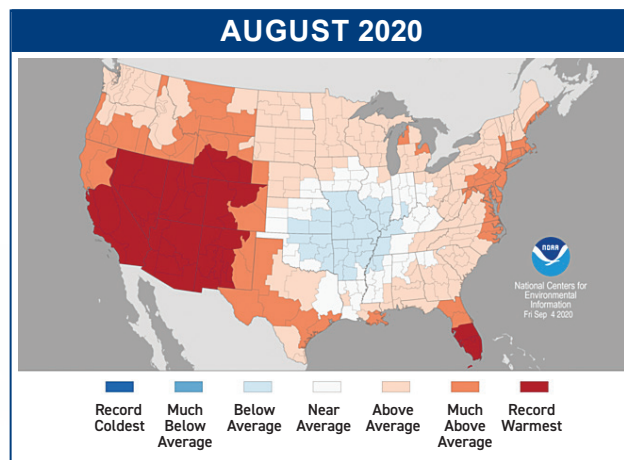 AUGUST 2020
NOAA
National Centers for
Environmental
Information
Fri Sep 4 2020
Record
Coldest
Much
Below
Average
Below
Average
Near
Average
Above
Average
Much
Above
Average
Record
Warmest